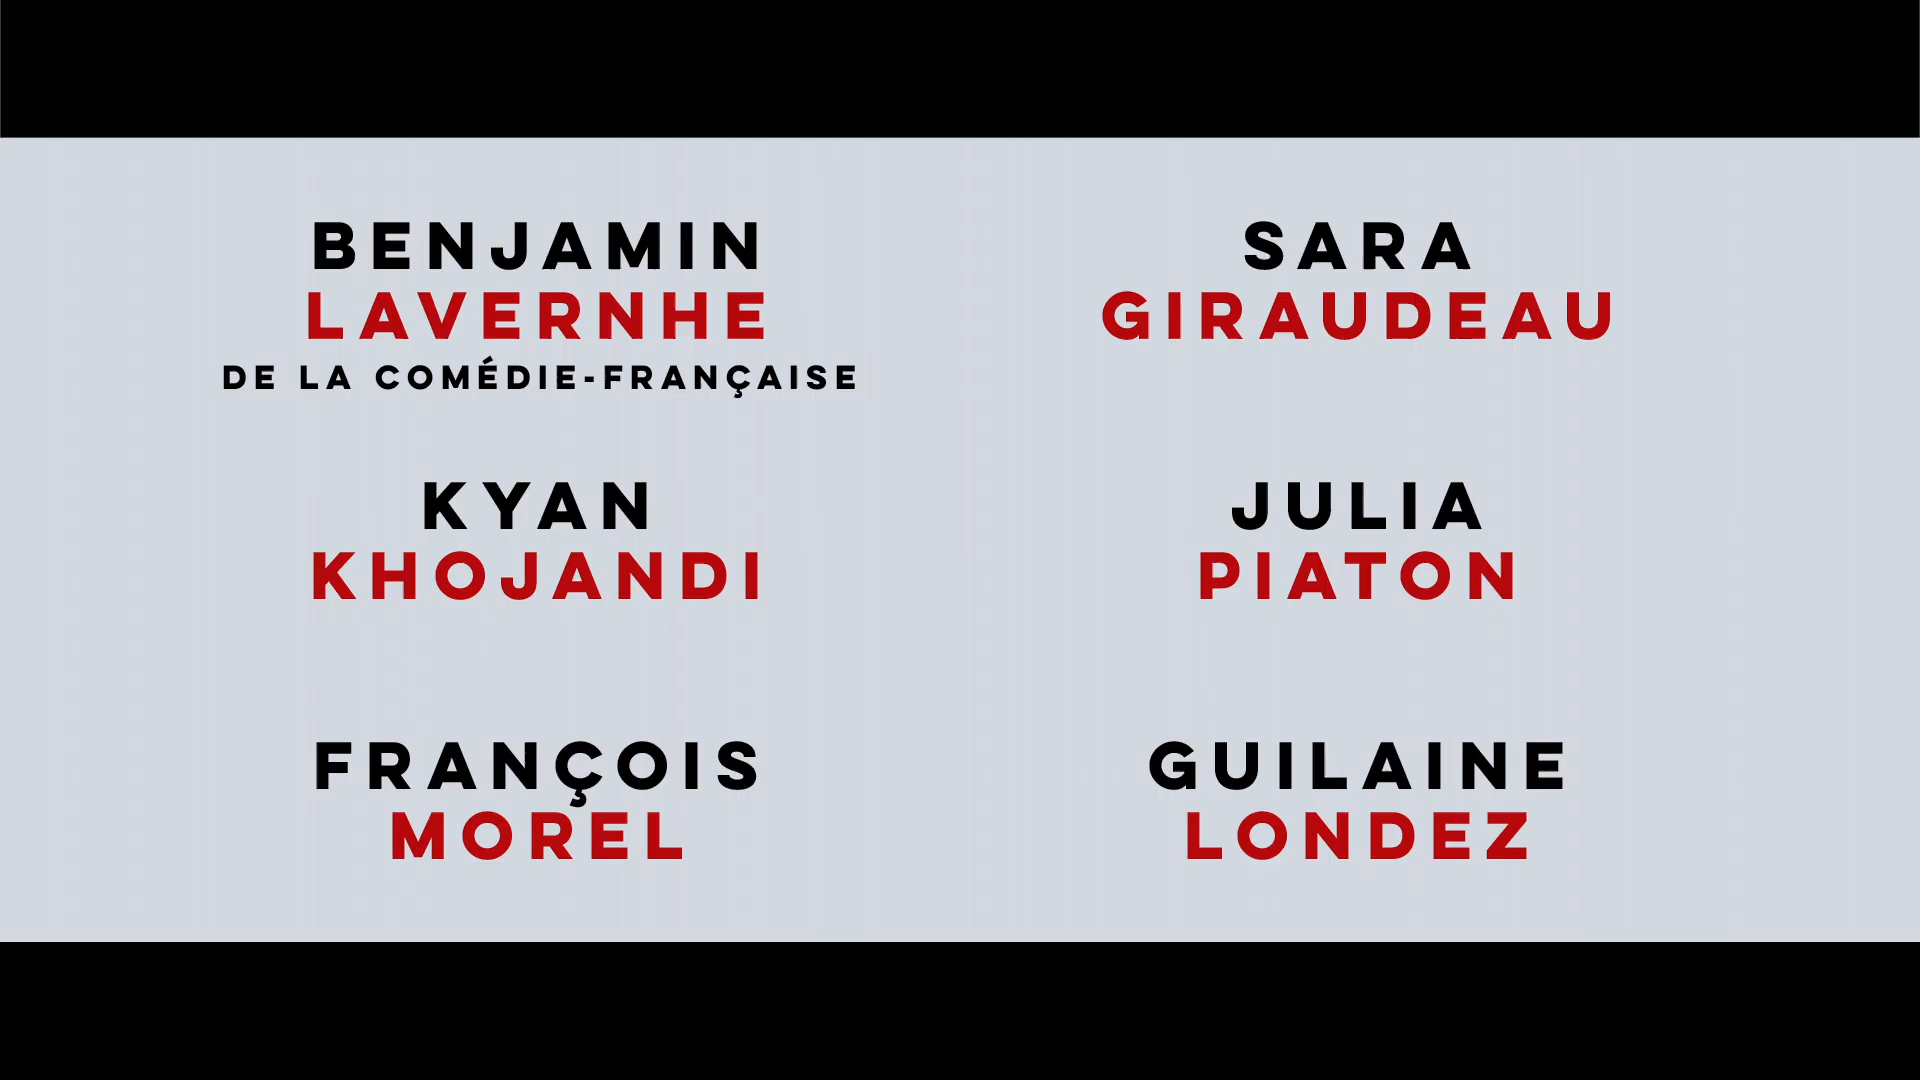 BENJAMIN
LAVERNHE
DE LA COMÉDIE-FRANÇAISE
SARA
GIRAUDEAU
KYAN
KHOJANDI
JULIA
PIATON
FRANÇOIS
MOREL
GUILAINE
LONDEZ